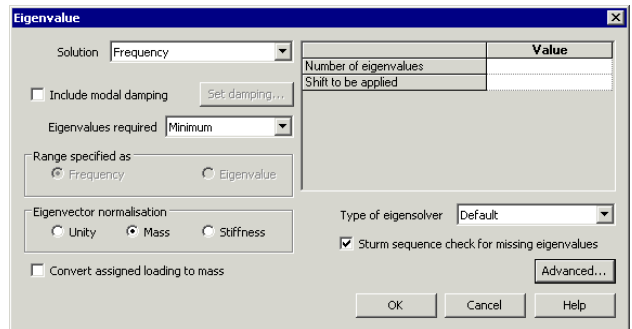 Eigenvalue
Solution Frequency
Value
Number of eigenvalues
Shift to be applied
Include modal damping Set damping...
Eigenvalues required Minimum
Range specified as
Frequency Eigenvalue
Eigenvector normalisation
Unity Mass Stiffness
Type of eigensolver Default
Sturm sequence check for missing eigenvalues
Convert assigned loading to mass
Advanced...
OK Cancel Help